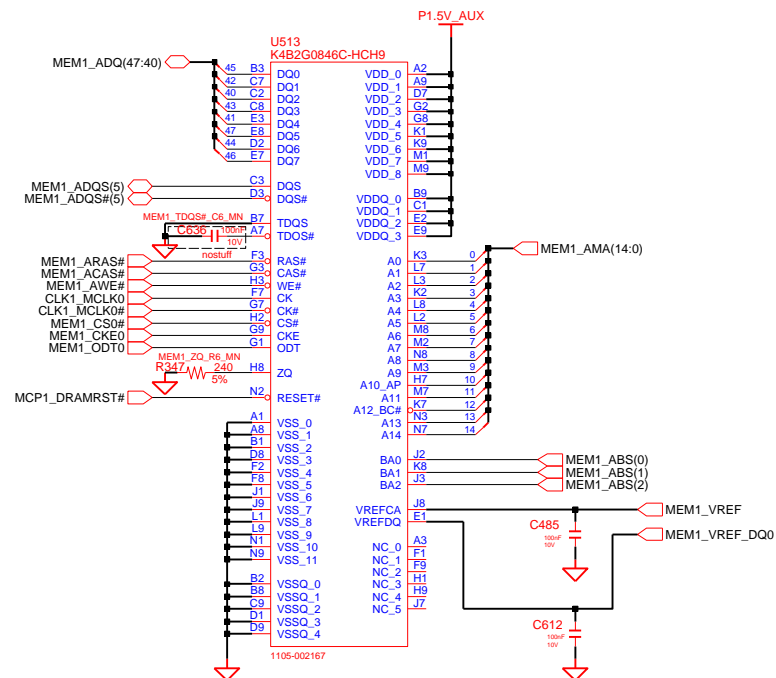 P1.5V_AUX
U513
K4B2G0846C-HCH9
MEM1_ADQ(47:40)
45 B3 DQ0 VDD_0 A2
42 C7 DQ1 VDD_1 A9
40 C2 DQ2 VDD_2 D7
43 C8 DQ3 VDD_3 G2
41 E3 DQ4 VDD_4 G8
47 E8 DQ5 VDD_5 K1
44 D2 DQ6 VDD_6 K9
46 E7 DQ7 VDD_7 M1
VDD_8 M9
MEM1_ADQS(5) C3 DQS
MEM1_ADQS#(5) D3 DQS# VDDQ_0 B9
VDDQ_1 C1
MEM1_TDQS#_C6_MN B7 TDQS VDDQ_2 E2
C636 100nF A7 TDOS# VDDQ_3 E9
10V
nostuff
MEM1_AMA(14:0)
MEM1_ARAS# F3 RAS# A0 K3 0
MEM1_ACAS# G3 CAS# A1 L7 1
MEM1_AWE# H3 WE# A2 L3 2
CLK1_MCLK0 F7 CK A3 K2 3
CLK1_MCLK0# G7 CK# A4 L8 4
MEM1_CS0# H2 CS# A5 L2 5
MEM1_CKE0 G9 CKE A6 M8 6
MEM1_ODT0 G1 ODT A7 M2 7
A8 N8 8
MEM1_ZQ_R6_MN
R347 240 H8 ZQ A9 M3 9
5%
A10_AP H7 10
MCP1_DRAMRST# N2 RESET# A11 M7 11
A12_BC# K7 12
A1 VSS_0 A13 N3 13
A8 VSS_1 A14 N7 14
B1 VSS_2
D8 VSS_3 BA0 J2 MEM1_ABS(0)
F2 VSS_4 BA1 K8 MEM1_ABS(1)
F8 VSS_5 BA2 J3 MEM1_ABS(2)
J1 VSS_6
J9 VSS_7 VREFCA J8 MEM1_VREF
L1 VSS_8 VREFDQ E1
L9 VSS_9 C485
100nF
10V
MEM1_VREF_DQ0
N1 VSS_10 NC_0 A3
N9 VSS_11 NC_1 F1
NC_2 F9
B2 VSSQ_0 NC_3 H1
B8 VSSQ_1 NC_4 H9
C9 VSSQ_2 NC_5 J7
D1 VSSQ_3
D9 VSSQ_4
C612
100nF
10V
1105-002167